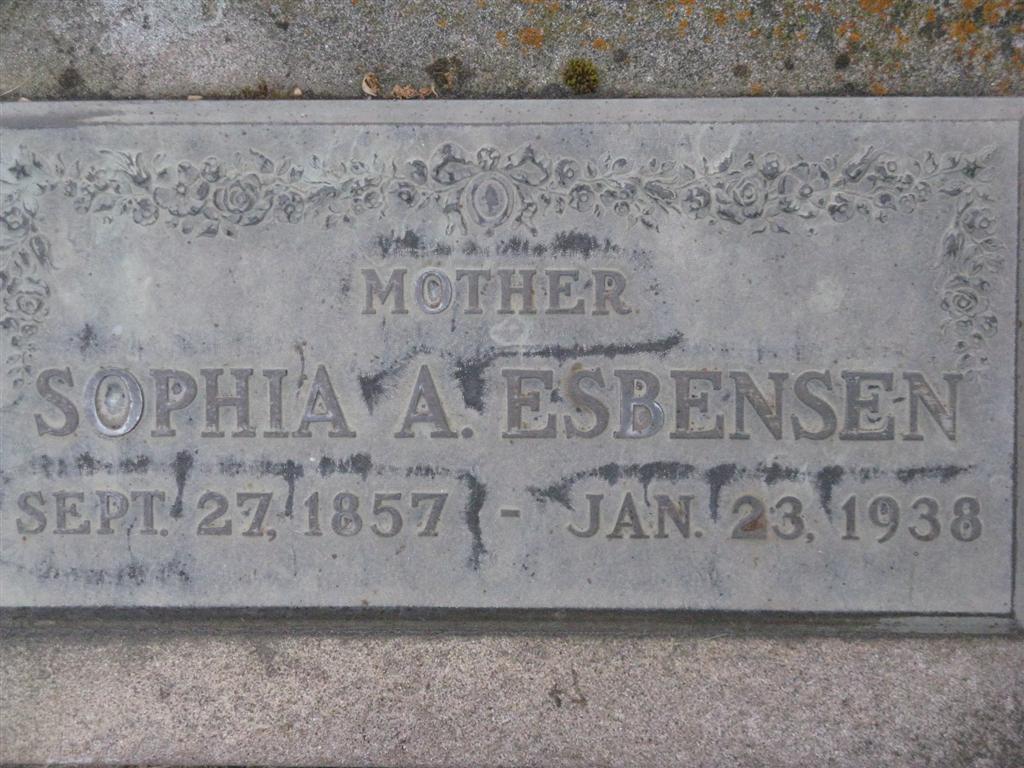 MOTHER
SOPHIA A. ESBENSEN
SEPT. 27, 1857 - JAN. 23, 1938